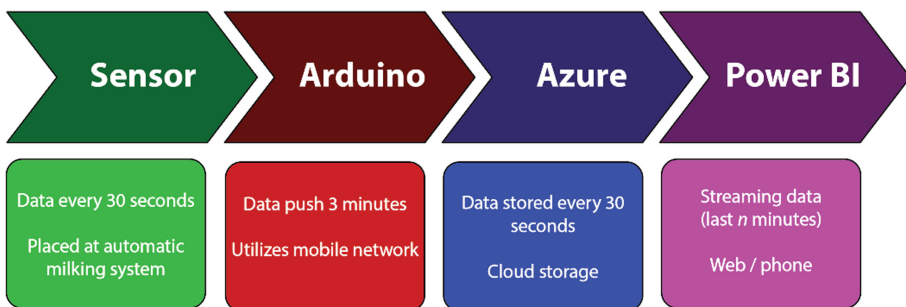 Sensor
Arduino
Azure
Power BI
Data every 30 seconds
Placed at automatic
milking system
Data push 3 minutes
Utilizes mobile network
Data stored every 30
seconds
Cloud storage
Streaming data
(last n minutes)
Web / phone